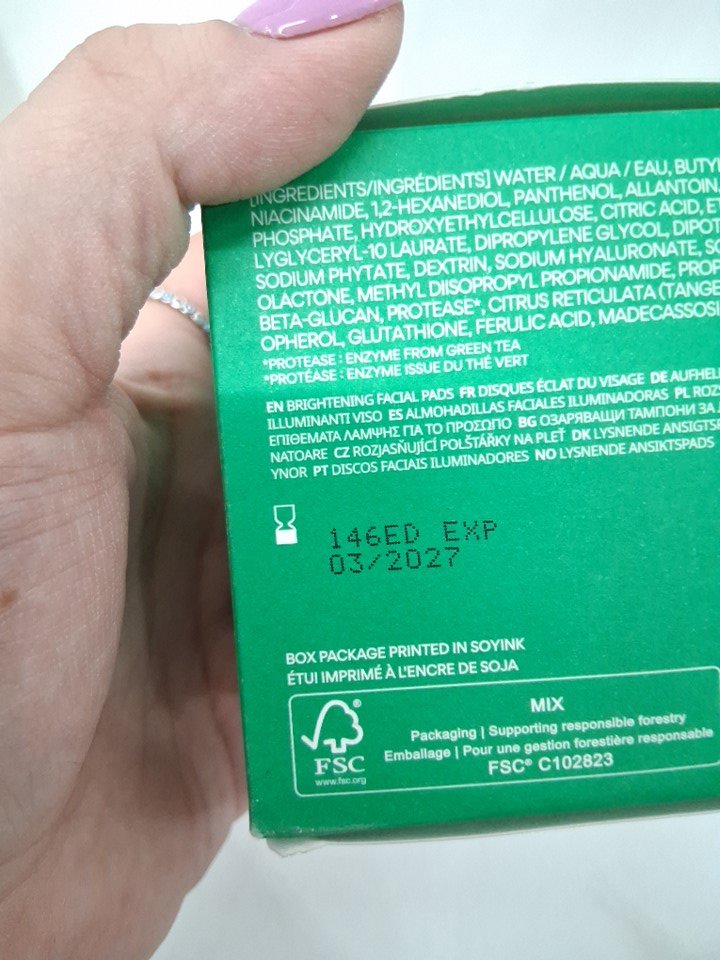 [INGREDIENTS/INGRÉDIENTS] WATER / AQUA / EAU,
NIACINAMIDE, 1,2-HEXANEDIOL, PANTHENOL, ALLANTOIN,
PHOSPHATE, HYDROXYETHYLCELLULOSE, CITRIC ACID,
LYGLYCERYL-10 LAURATE, DIPROPYLENE GLYCOL,
SODIUM PHYTATE, DEXTRIN, SODIUM HYALURONATE,
OLACTONE, METHYL DIISOPROPYL PROPIONAMIDE,
BETA-GLUCAN, PROTEASE*, CITRUS RETICULATA
OPHEROL, GLUTATHIONE, FERULIC ACID,
*PROTEASE : ENZYME FROM GREEN TEA
*PROTÉASE : ENZYME ISSUE DU THÉ VERT
EN BRIGHTENING FACIAL PADS FR DISQUES ÉCLAT DU VISAGE DE
ILLUMINANTI VISO ES ALMOHADILLAS FACIALES ILUMINADORAS PL
ΕΠΙΘΕΜΑΤΑ ΛΑΜΨΗΣ ΓΙΑ ΤΟ ΠΡΟΣΩΠΟ BG ОЗАРЯВАЩИ ТАМПОНИ ЗА
NATOARE CZ ROZJASŇUJÍCÍ POLŠTÁŘKY NA PLEŤ DK LYSNENDE
YNOR PT DISCOS FACIAIS ILUMINADORES NO LYSNENDE ANSIKTSPADS
146ED EXP
03/2027
BOX PACKAGE PRINTED IN SOYINK
ÉTUI IMPRIMÉ À L'ENCRE DE SOJA
FSC®
www.fsc.org
MIX
Packaging | Supporting responsible forestry
Emballage | Pour une gestion forestière responsable
FSC® C102823